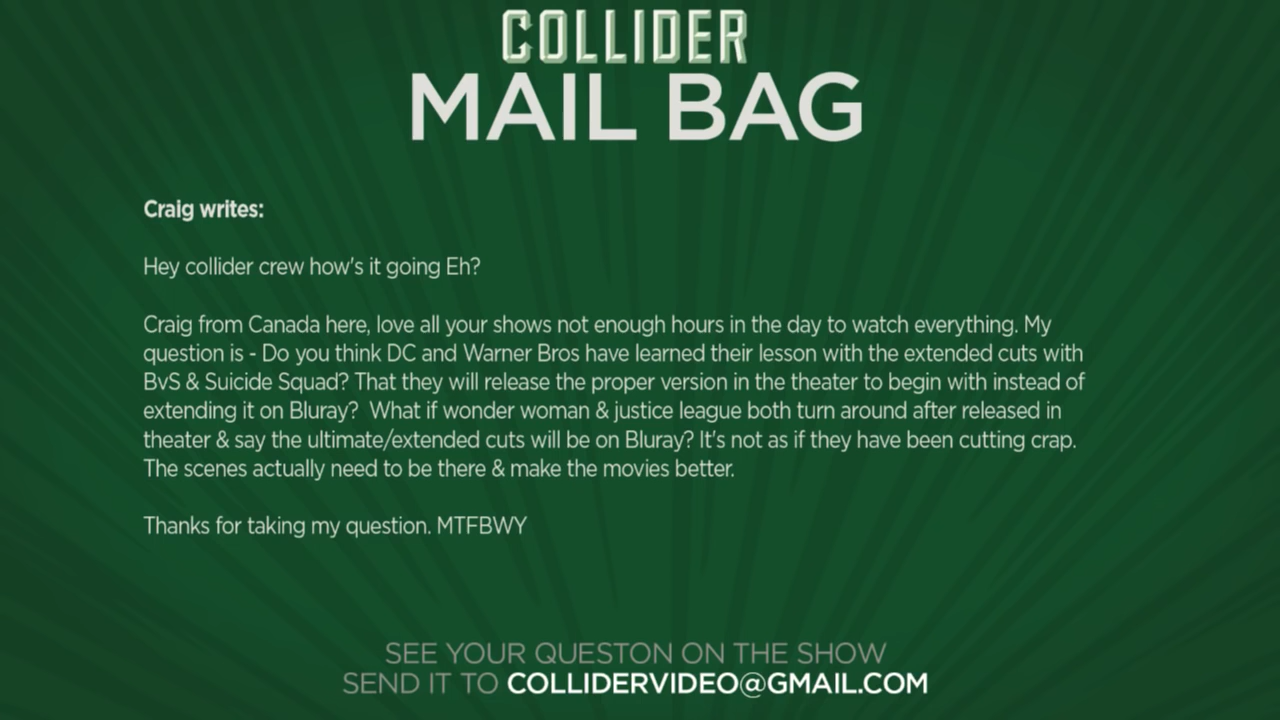 COLLIDER
MAIL BAG
Craig writes:
Hey collider crew how's it going Eh?
Craig from Canada here, love all your shows not enough hours in the day to watch everything. My
question is - Do you think DC and Warner Bros have learned their lesson with the extended cuts with
BvS & Suicide Squad? That they will release the proper version in the theater to begin with instead of
extending it on Bluray?  What if wonder woman & justice league both turn around after released in
theater & say the ultimate/extended cuts will be on Bluray? It's not as if they have been cutting crap.
The scenes actually need to be there & make the movies better.
Thanks for taking my question. MTFBWY
SEE YOUR QUESTON ON THE SHOW
SEND IT TO COLLIDERVIDEO@GMAIL.COM